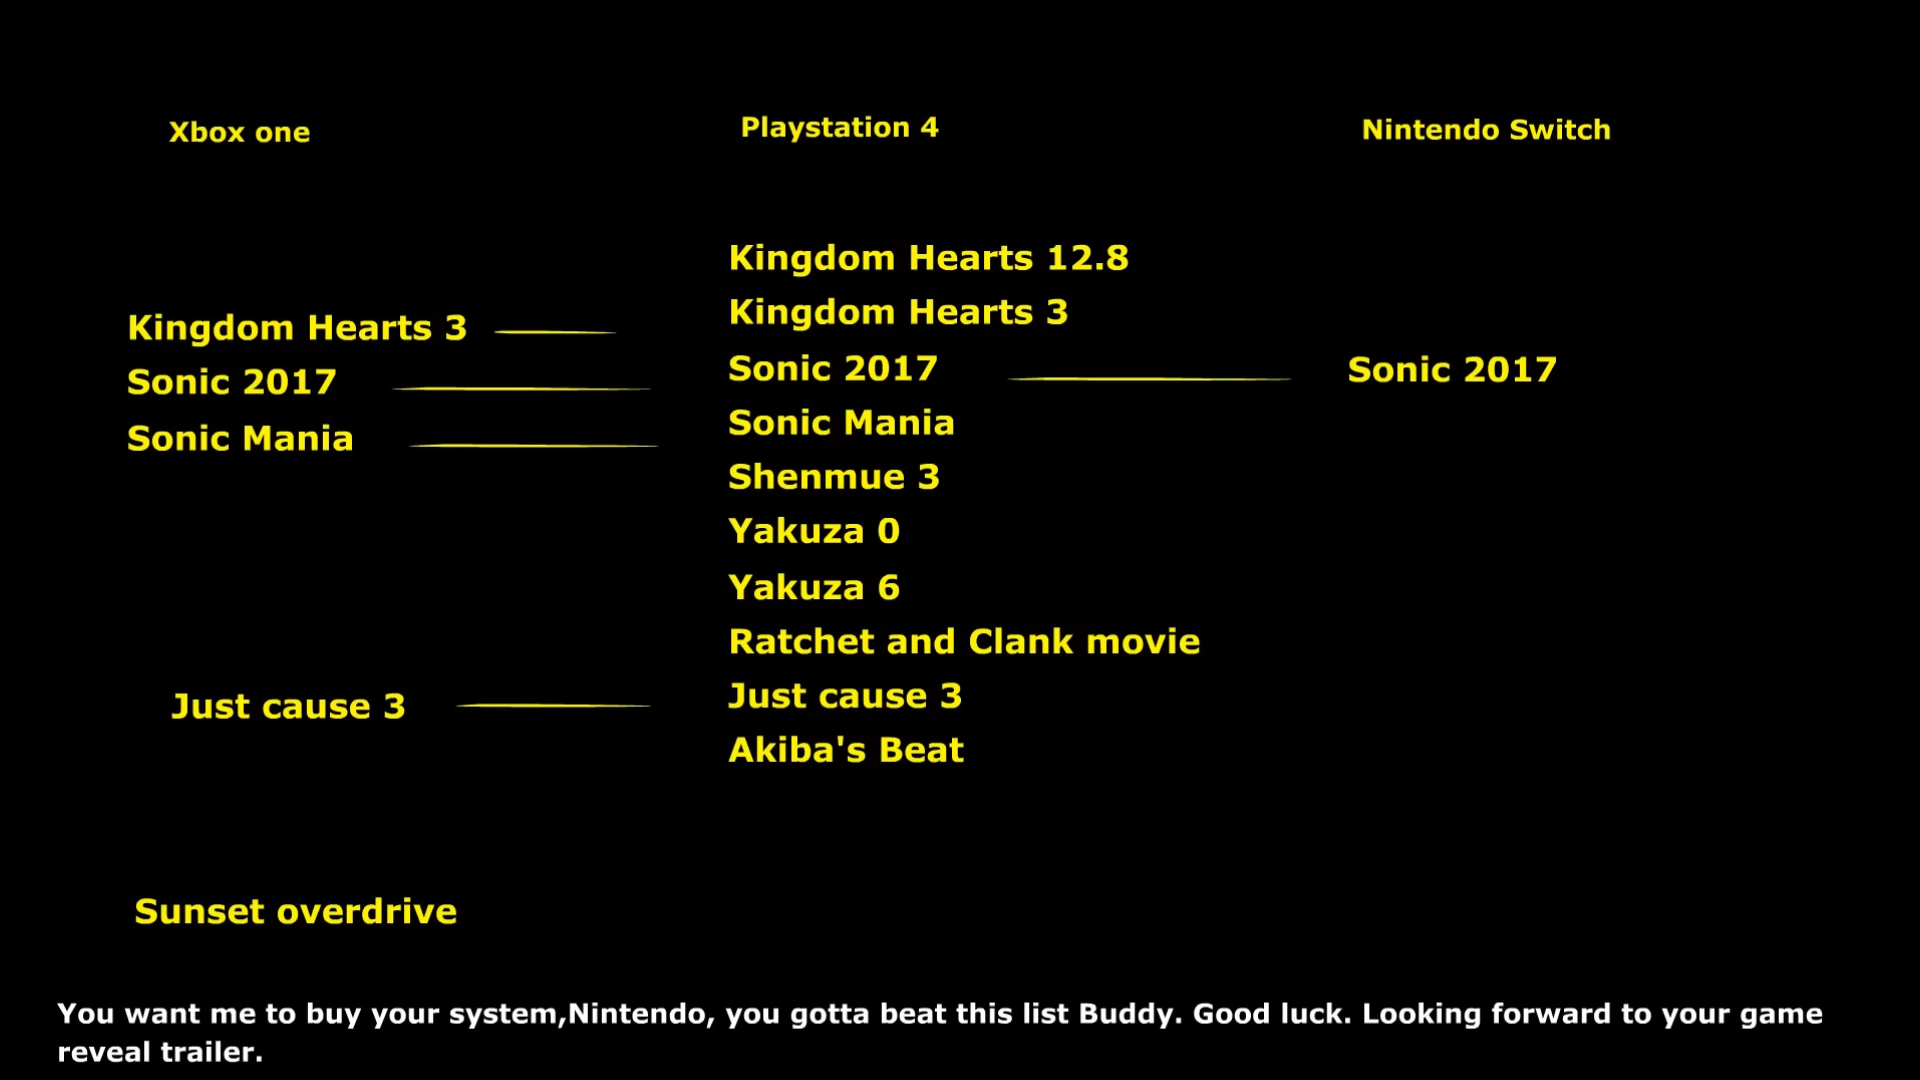 Xbox one
Playstation 4
Nintendo Switch
Kingdom Hearts 12.8
Kingdom Hearts 3
Sonic 2017
Sonic Mania
Shenmue 3
Yakuza 0
Yakuza 6
Ratchet and Clank movie
Just cause 3
Akiba's Beat
Kingdom Hearts 3
Sonic 2017
Sonic Mania
Just cause 3
Sunset overdrive
Sonic 2017
You want me to buy your system,Nintendo, you gotta beat this list Buddy. Good luck. Looking forward to your game
reveal trailer.